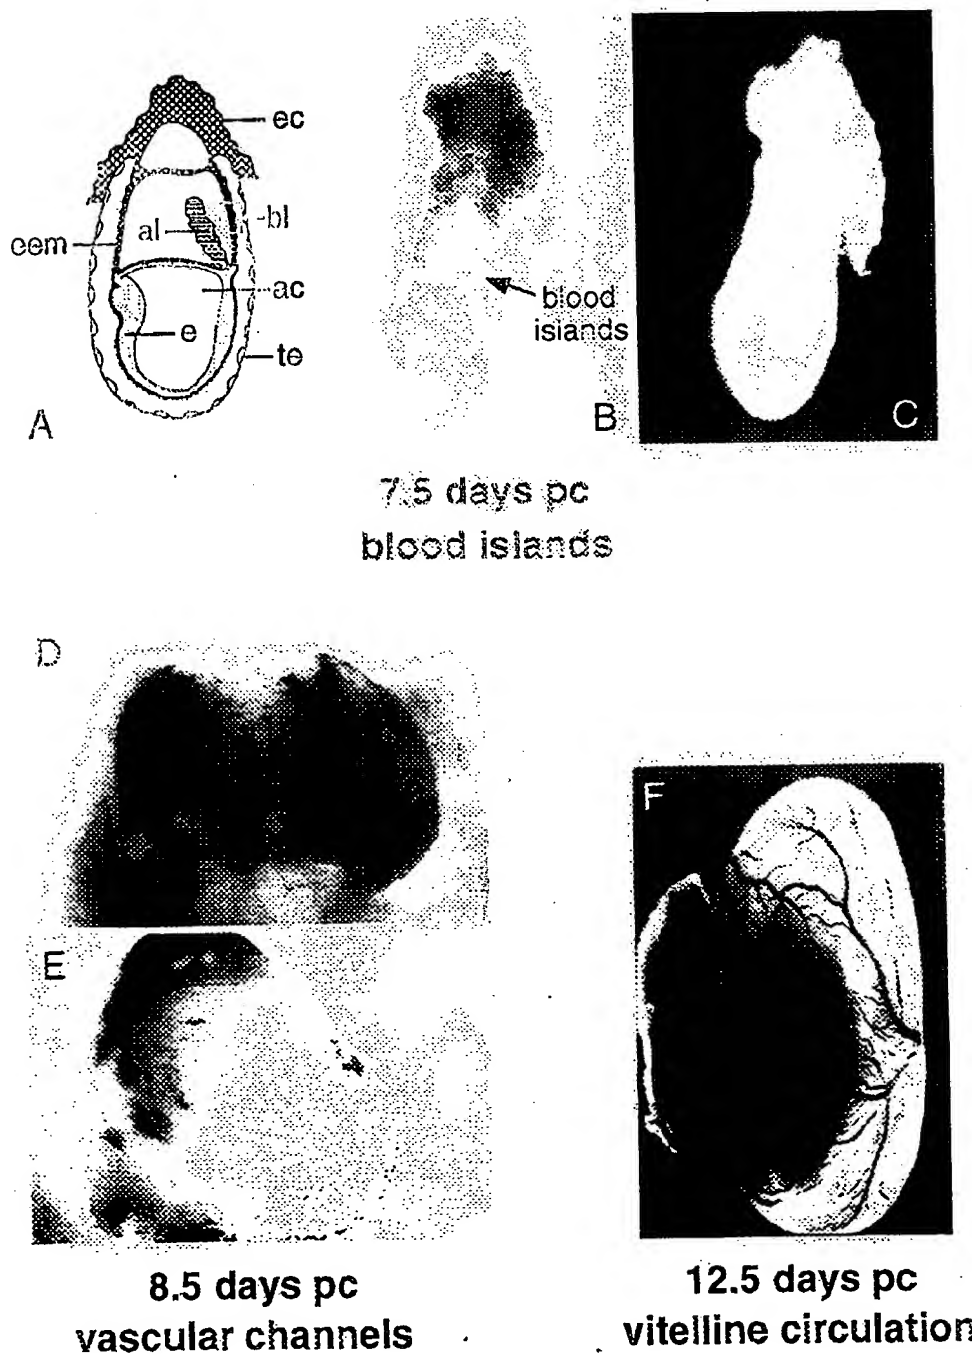 ec
bl
al
eem
ac
e
te
A
blood
islands
B
C
7.5 days pc
blood islands
D
E
F
8.5 days pc
vascular channels
12.5 days pc
vitelline circulation